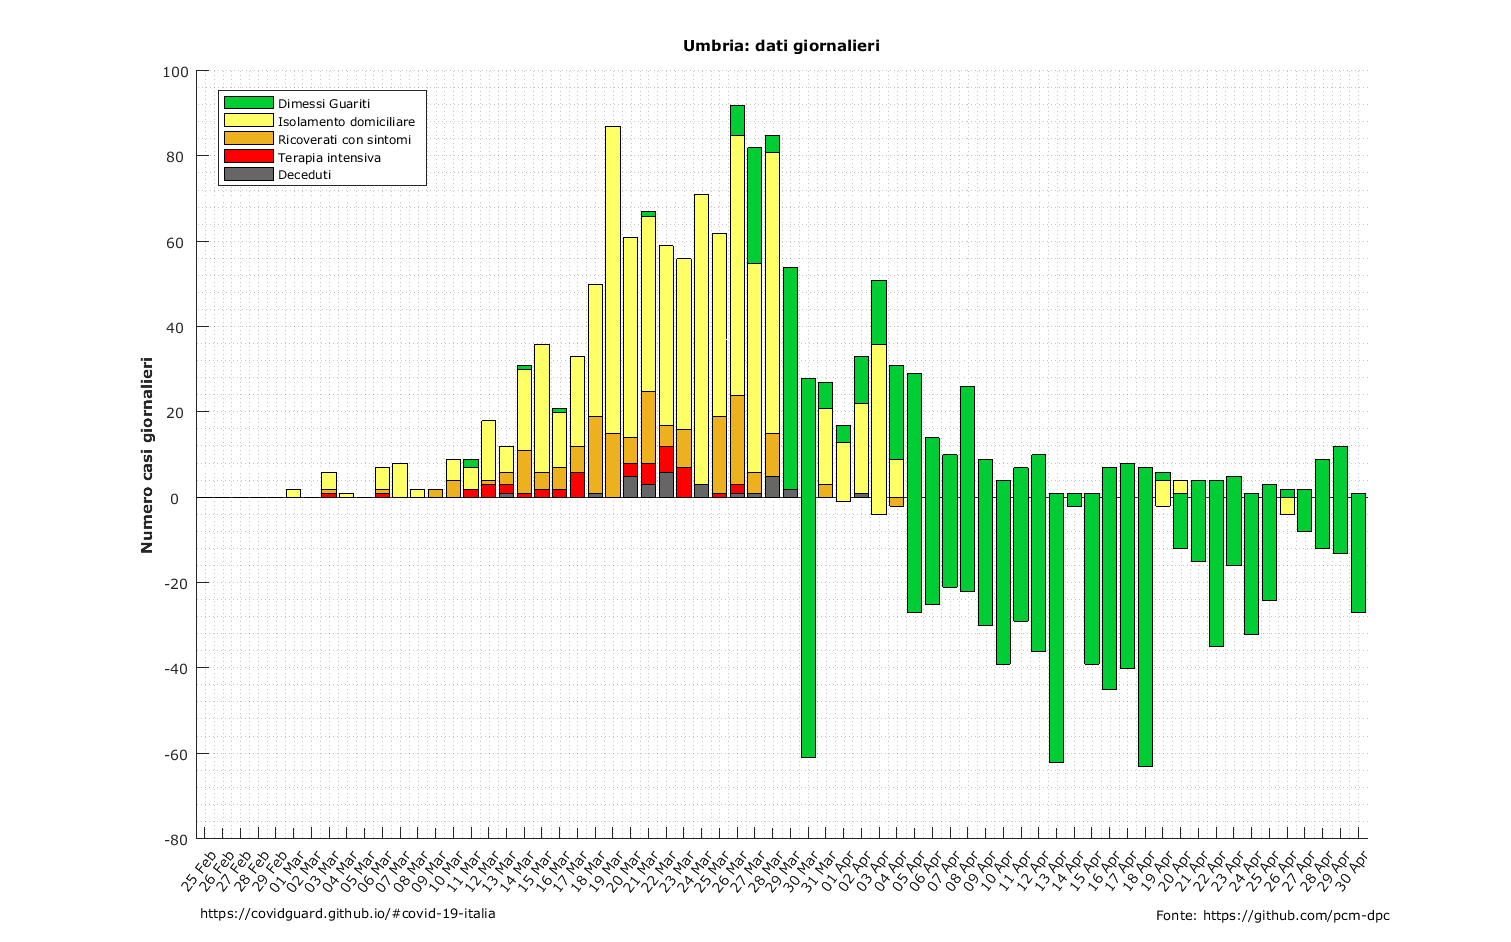 Umbria: dati giornalieri
100
80
60
40
20
0
-20
-40
-60
-80
Numero casi giornalieri
Dimessi Guariti
Isolamento domiciliare
Ricoverati con sintomi
Terapia intensiva
Deceduti
25 Feb
26 Feb
27 Feb
28 Feb
29 Feb
01 Mar
02 Mar
03 Mar
04 Mar
05 Mar
06 Mar
07 Mar
08 Mar
09 Mar
10 Mar
11 Mar
12 Mar
13 Mar
14 Mar
15 Mar
16 Mar
17 Mar
18 Mar
19 Mar
20 Mar
21 Mar
22 Mar
23 Mar
24 Mar
25 Mar
26 Mar
27 Mar
28 Mar
29 Mar
30 Mar
31 Mar
01 Apr
02 Apr
03 Apr
04 Apr
05 Apr
06 Apr
07 Apr
08 Apr
09 Apr
10 Apr
11 Apr
12 Apr
13 Apr
14 Apr
15 Apr
16 Apr
17 Apr
18 Apr
19 Apr
20 Apr
21 Apr
22 Apr
23 Apr
24 Apr
25 Apr
26 Apr
27 Apr
28 Apr
29 Apr
30 Apr
https://covidguard.github.io/#covid-19-italia
Fonte: https://github.com/pcm-dpc